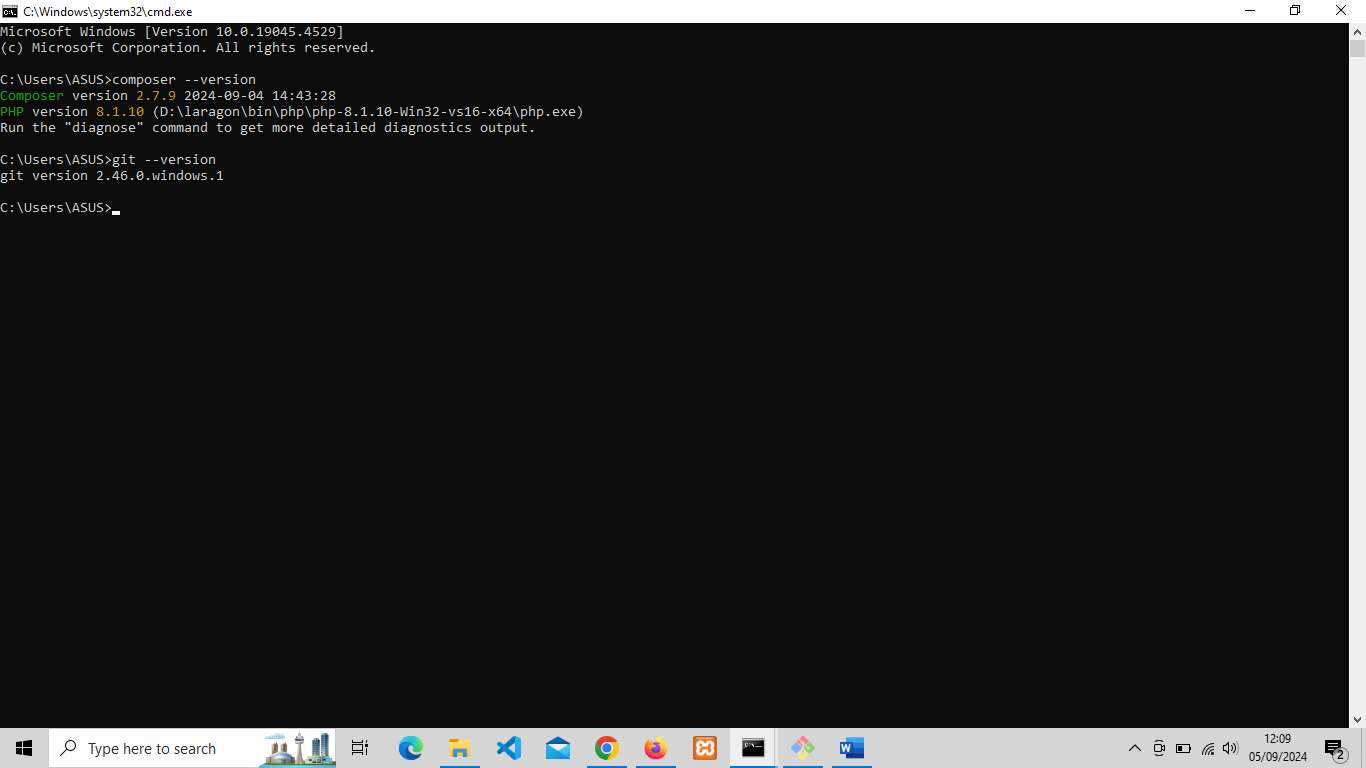 C:\Windows\system32\cmd.exe
Microsoft Windows [Version 10.0.19045.4529]
(c) Microsoft Corporation. All rights reserved.
C:\Users\ASUS>composer --version
Composer version 2.7.9 2024-09-04 14:43:28
PHP version 8.1.10 (D:\laragon\bin\php\php-8.1.10-Win32-vs16-x64\php.exe)
Run the "diagnose" command to get more detailed diagnostics output.
C:\Users\ASUS>git --version
git version 2.46.0.windows.1
C:\Users\ASUS>
Type here to search
12:09
05/09/2024
2